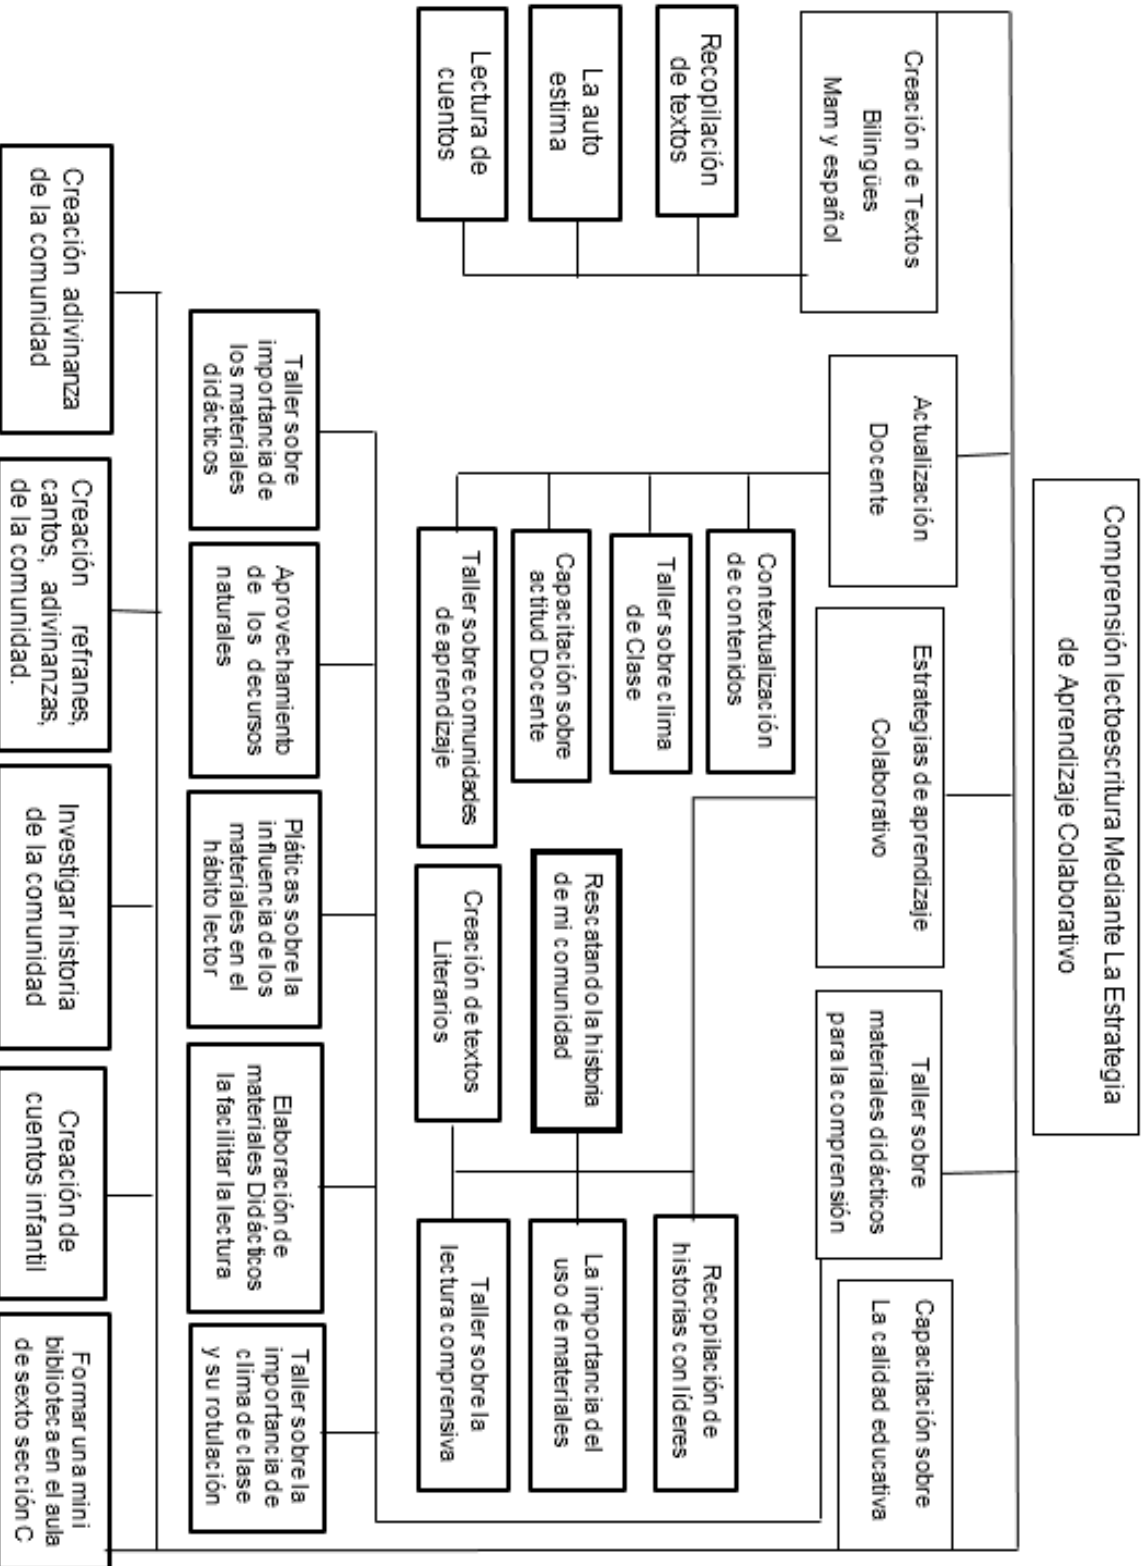 Comprensión lectoescritura Mediante La Estrategia
de Aprendizaje Colaborativo
Creación de Textos
Bilingües
Mam y español
Actualización
Docente
Estrategias de aprendizaje
Colaborativo
Taller sobre
materiales didácticos
para la comprensión
Capacitación sobre
La calidad educativa
Recopilación
de textos
La auto
estima
Lectura de
cuentos
Contextualización
de contenidos
Taller sobre clima
de Clase
Capacitación sobre
actitud Docente
Taller sobre comunidades
de aprendizaje
Rescatando la historia
de mi comunidad
Creación de textos
Literarios
Recopilación de
historias con líderes
La importancia del
uso de materiales
Taller sobre la
lectura comprensiva
Taller sobre
importancia de
los materiales
didácticos
Aprovechamiento
de los decursos
naturales
Pláticas sobre la
influencia de los
materiales en el
hábito lector
Elaboración de
materiales Didácticos
la facilitar la lectura
Taller sobre la
importancia de
clima de clase
y su rotulación
Creación adivinanza
de la comunidad
Creación refranes,
cantos, adivinanzas,
de la comunidad.
Investigar historia
de la comunidad
Creación de
cuentos infantil
Formar una mini
biblioteca en el aula
de sexto sección C